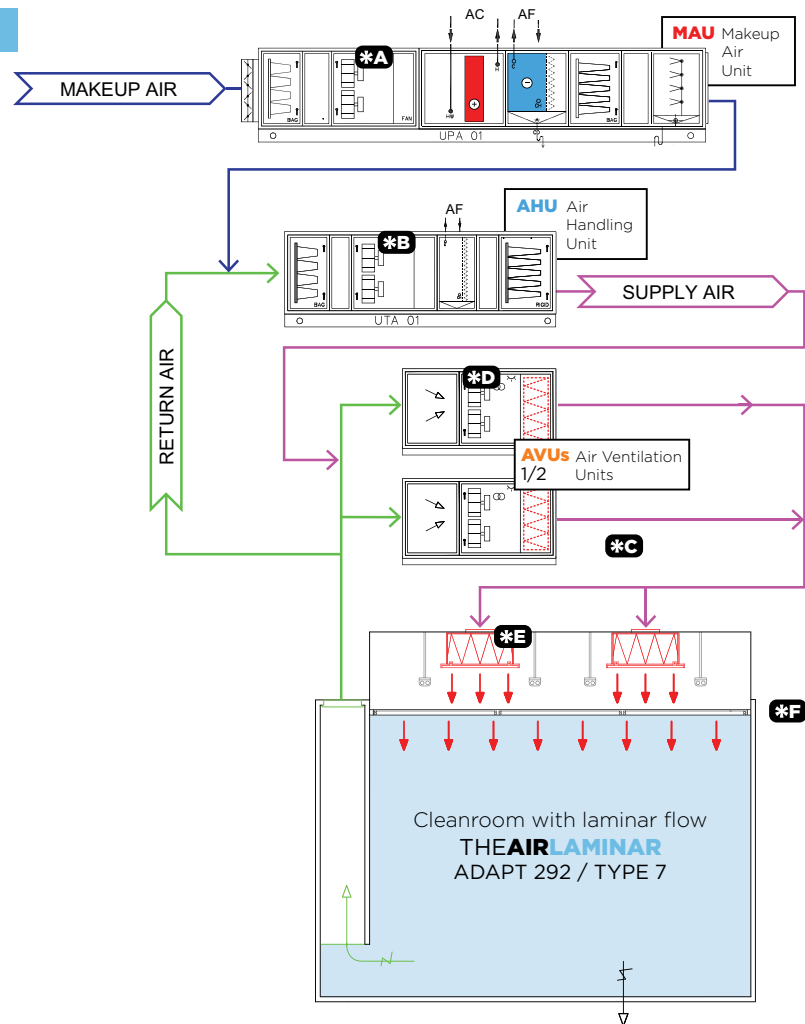 AC AF
MAU Makeup
Air
Unit
*A
MAKEUP AIR
BAG
FAN
BAG
UPA 01
AF
AHU Air
Handling
Unit
*B
BAG
RIGID
UTA 01
SUPPLY AIR
RETURN AIR
*D
AVUs Air Ventilation
1/2 Units
*C
*E
*F
Cleanroom with laminar flow
THEAIRLAMINAR
ADAPT 292 / TYPE 7